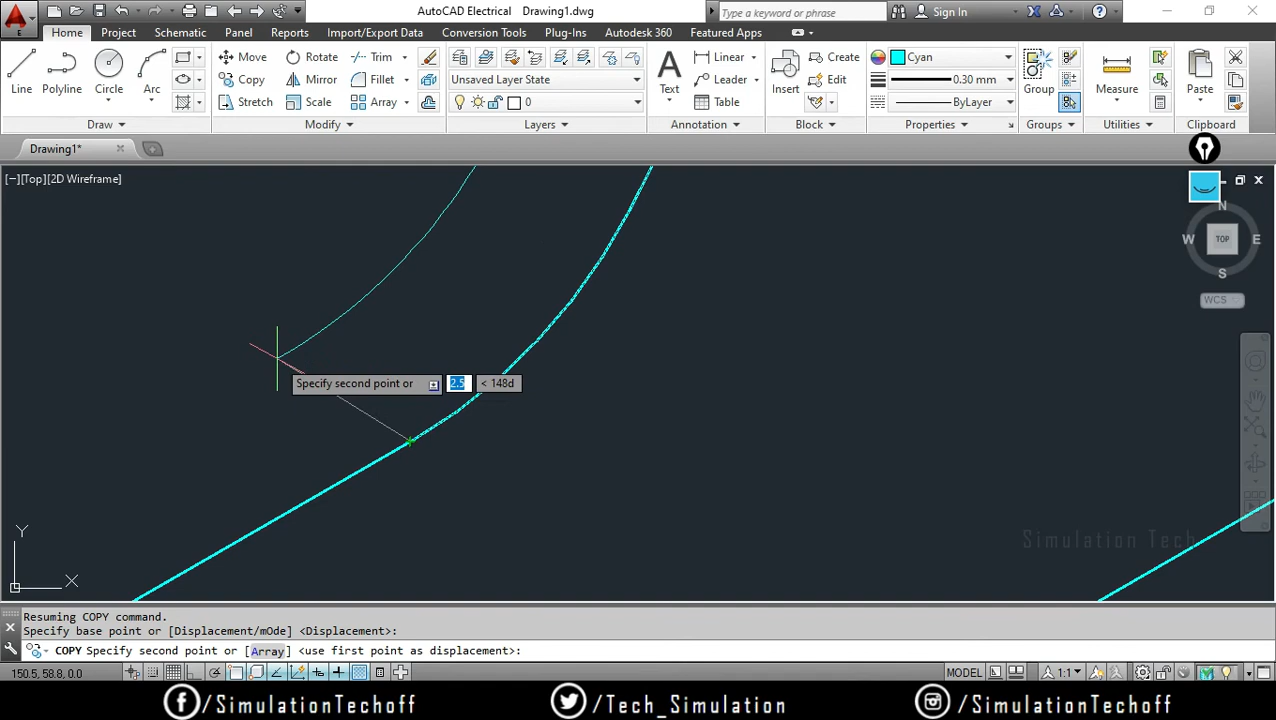 AutoCAD Electrical Drawing1.dwg
Type a keyword or phrase
Sign In
Home Project Schematic Panel Reports Import/Export Data Conversion Tools Plug-Ins Autodesk 360 Featured Apps
Line Polyline Circle Arc
Move Rotate Trim
Copy Mirror Fillet
Stretch Scale Array
Unsaved Layer State
0
Text
Linear
Leader
Table
Insert
Create
Edit
Cyan
0.30 mm
ByLayer
Group
Measure
Paste
Draw Modify Layers Annotation Block Properties Groups Utilities Clipboard
Drawing1*
[−][Top][2D Wireframe]
N
W TOP E
S
WCS
Specify second point or 2.5 < 148d
Y
X
Simulation Tech
Resuming COPY command.
Specify base point or [Displacement/mOde] <Displacement>:
COPY Specify second point or [Array] <use first point as displacement>:
150.5, 58.8, 0.0
MODEL
1:1
/SimulationTechoff
/Tech_Simulation
/SimulationTechoff